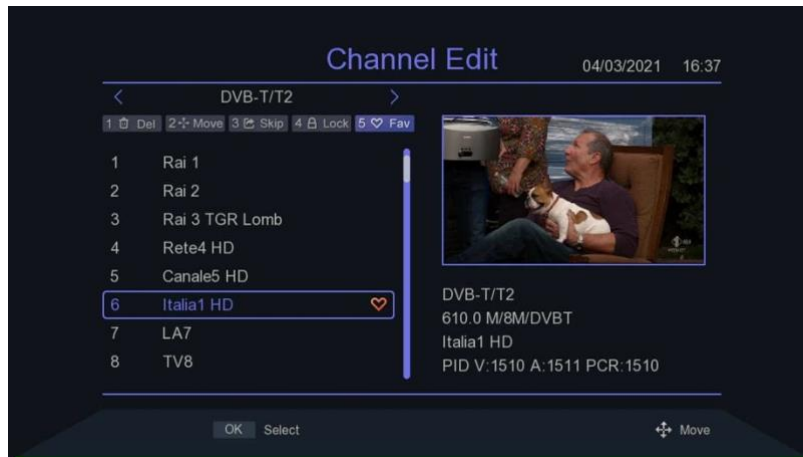 Channel Edit
04/03/2021 16:37
DVB-T/T2
1 Del 2 Move 3 Skip 4 Lock 5 Fav
1 Rai 1
2 Rai 2
3 Rai 3 TGR Lomb
4 Rete4 HD
5 Canale5 HD
6 Italia1 HD
7 LA7
8 TV8
DVB-T/T2
610.0 M/8M/DVBT
Italia1 HD
PID V:1510 A:1511 PCR:1510
OK Select
Move